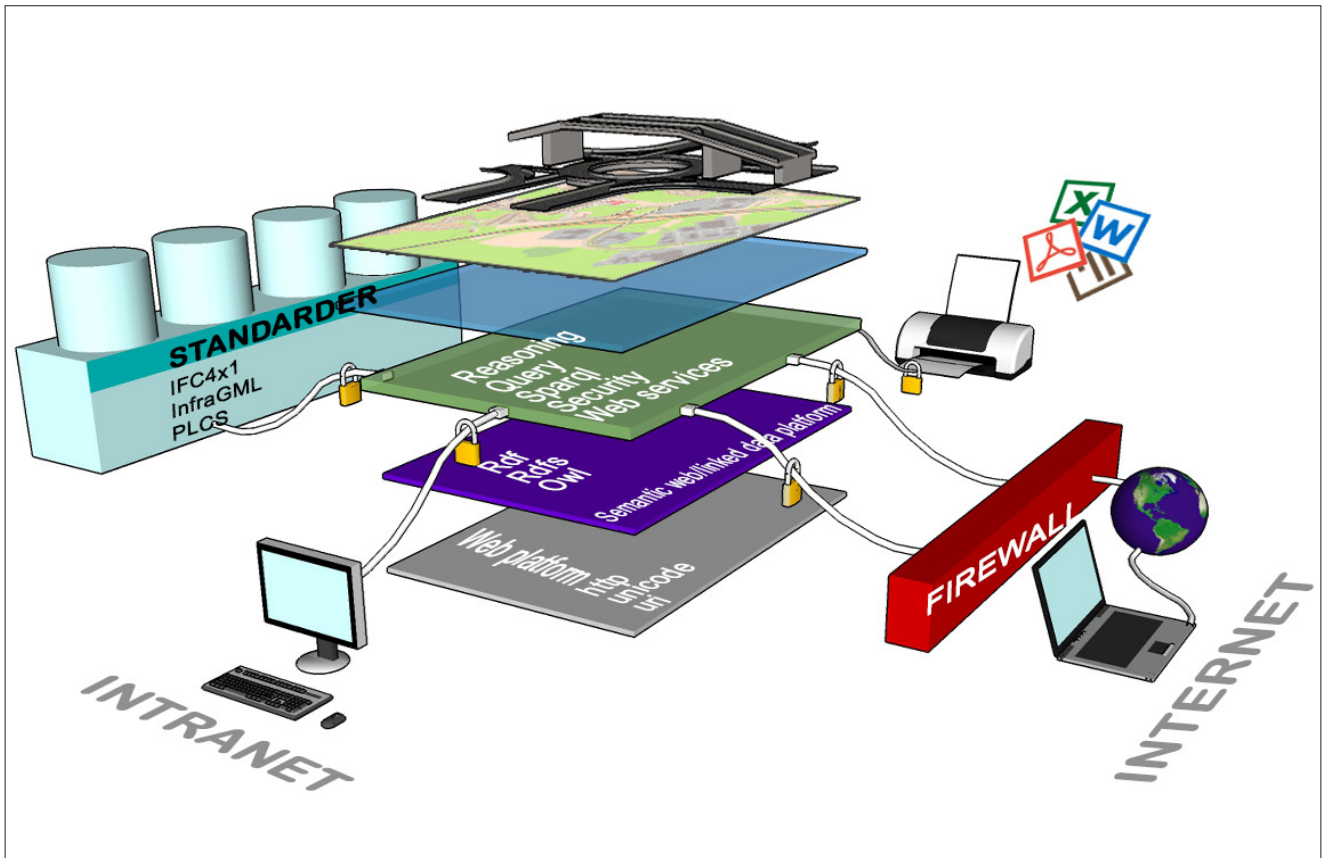 STANDARDER
IFC4x1
InfraGML
PLCS
Reasoning
Query
Sparql
Security
Web services
Rdf
Rdfs
Owl
Semantic web/linked data platform
Web platform
http
unicode
uri
X
W
FIREWALL
INTRANET
INTERNET